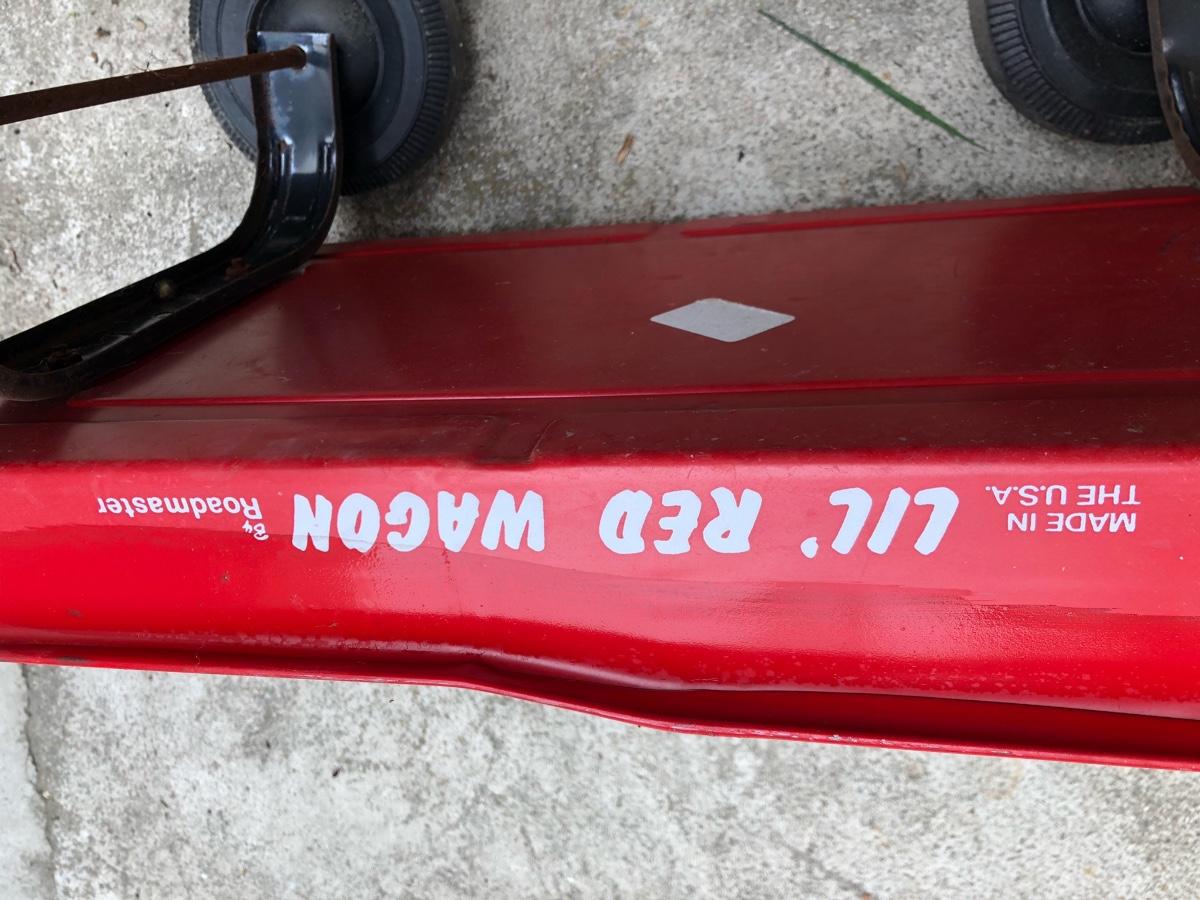 MADE IN
THE U.S.A.
LIL' RED WAGON
By
Roadmaster